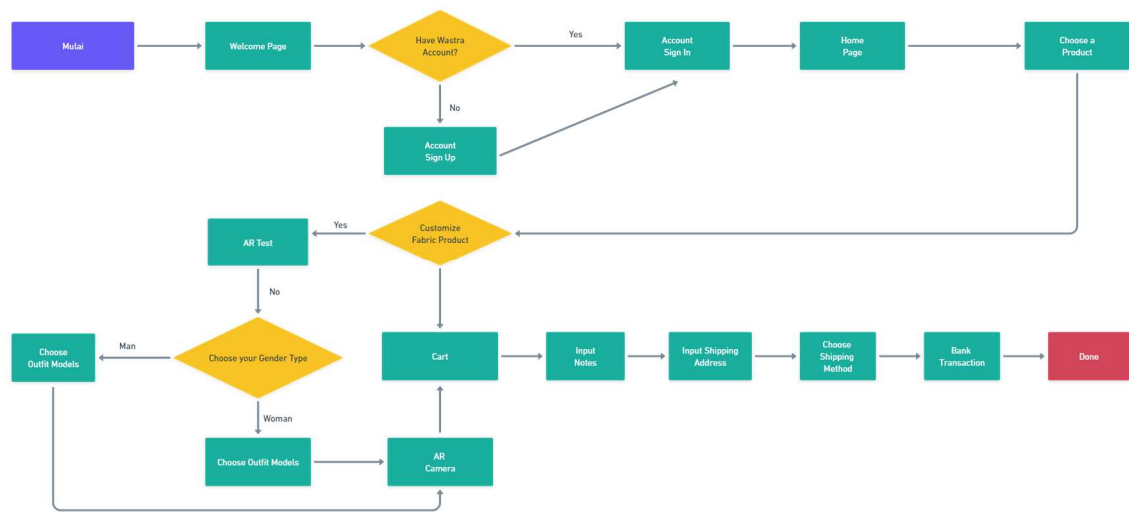 Mulai
Welcome Page
Have Wastra
Account?
Yes
Account
Sign In
Home
Page
Choose a
Product
No
Account
Sign Up
Customize
Fabric Product
Yes
AR Test
No
Choose your Gender Type
Man
Choose
Outfit Models
Woman
Choose Outfit Models
AR
Camera
Cart
Input
Notes
Input Shipping
Address
Choose
Shipping
Method
Bank
Transaction
Done